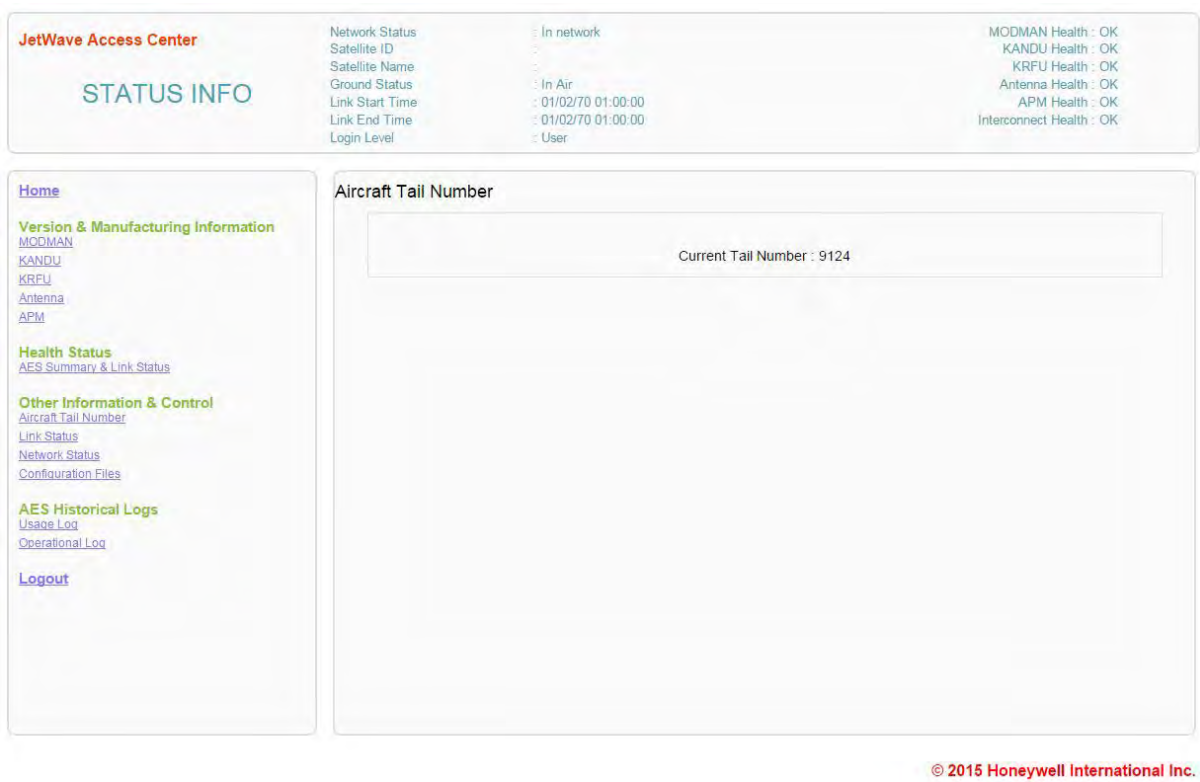 JetWave Access Center
STATUS INFO
Network Status : In network
Satellite ID :
Satellite Name :
Ground Status : In Air
Link Start Time : 01/02/70 01:00:00
Link End Time : 01/02/70 01:00:00
Login Level : User
MODMAN Health : OK
KANDU Health : OK
KRFU Health : OK
Antenna Health : OK
APM Health : OK
Interconnect Health : OK
Home
Version & Manufacturing Information
MODMAN
KANDU
KRFU
Antenna
APM
Health Status
AES Summary & Link Status
Other Information & Control
Aircraft Tail Number
Link Status
Network Status
Configuration Files
AES Historical Logs
Usage Log
Operational Log
Logout
Aircraft Tail Number
Current Tail Number : 9124
© 2015 Honeywell International Inc.